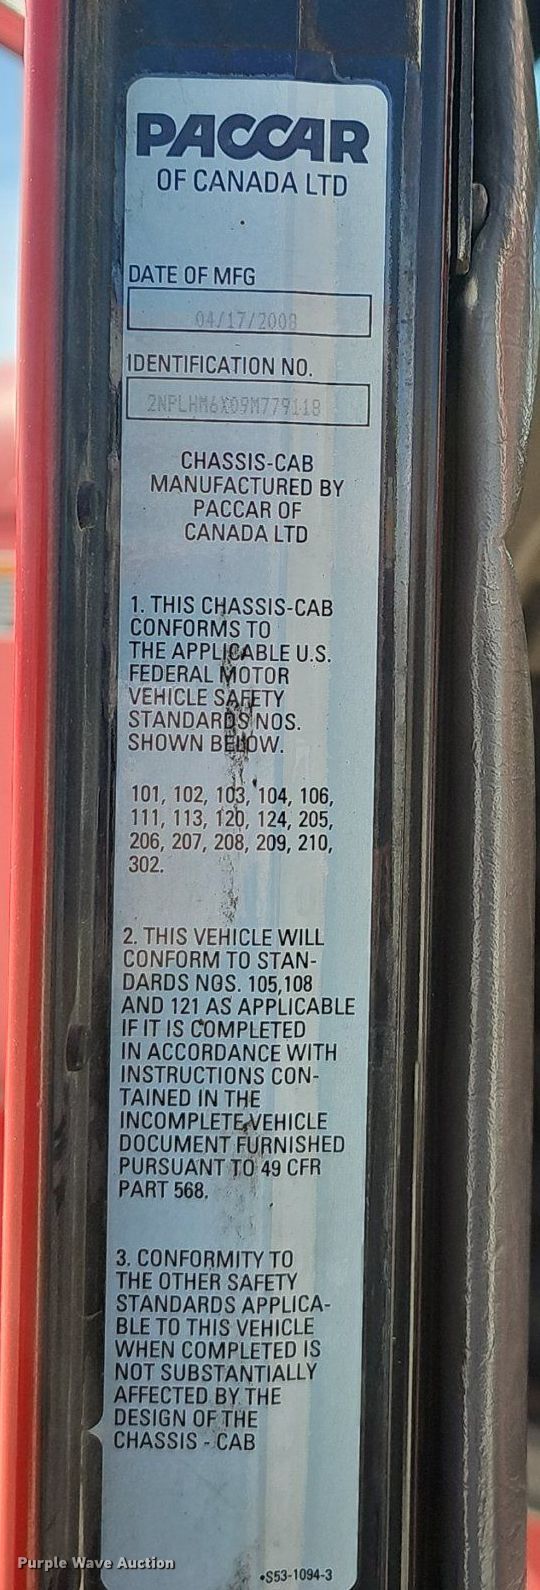 PACCAR
OF CANADA LTD
DATE OF MFG
04/17/2008
IDENTIFICATION NO.
2NPLHM6X09M779118
CHASSIS-CAB
MANUFACTURED BY
PACCAR OF
CANADA LTD
1. THIS CHASSIS-CAB
CONFORMS TO
THE APPLICABLE U.S.
FEDERAL MOTOR
VEHICLE SAFETY
STANDARDS NOS.
SHOWN BELOW.
101, 102, 103, 104, 106,
111, 113, 120, 124, 205,
206, 207, 208, 209, 210,
302.
2. THIS VEHICLE WILL
CONFORM TO STAN-
DARDS NOS. 105,108
AND 121 AS APPLICABLE
IF IT IS COMPLETED
IN ACCORDANCE WITH
INSTRUCTIONS CON-
TAINED IN THE
INCOMPLETE VEHICLE
DOCUMENT FURNISHED
PURSUANT TO 49 CFR
PART 568.
3. CONFORMITY TO
THE OTHER SAFETY
STANDARDS APPLICA-
BLE TO THIS VEHICLE
WHEN COMPLETED IS
NOT SUBSTANTIALLY
AFFECTED BY THE
DESIGN OF THE
CHASSIS - CAB
•S53-1094-3
Purple Wave Auction